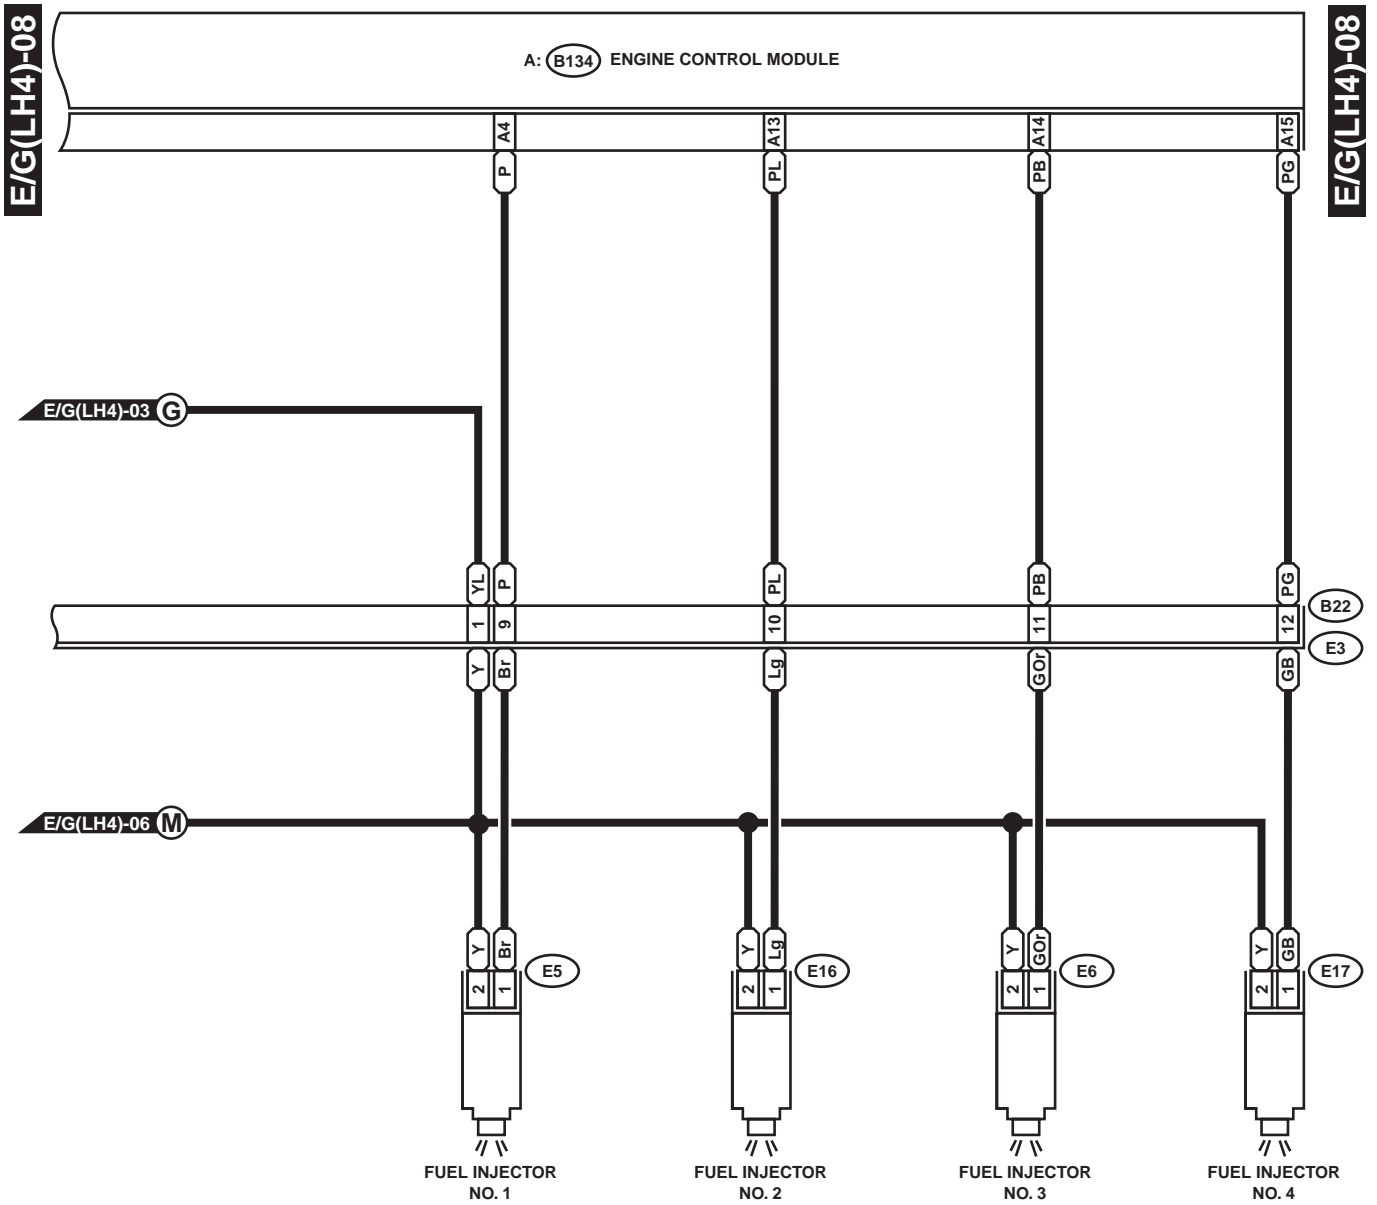 E/G(LH4)-08
E/G(LH4)-08
A: B134 ENGINE CONTROL MODULE
A4
A13
A14
A15
P
PL
PB
PG
E/G(LH4)-03 G
YL
P
PL
PB
PG
B22
1
9
10
11
12
E3
Y
Br
Lg
GOr
GB
E/G(LH4)-06 M
Y
Br
Y
Lg
Y
GOr
Y
GB
E5
E16
E6
E17
2
1
2
1
2
1
2
1
FUEL INJECTOR
NO. 1
FUEL INJECTOR
NO. 2
FUEL INJECTOR
NO. 3
FUEL INJECTOR
NO. 4